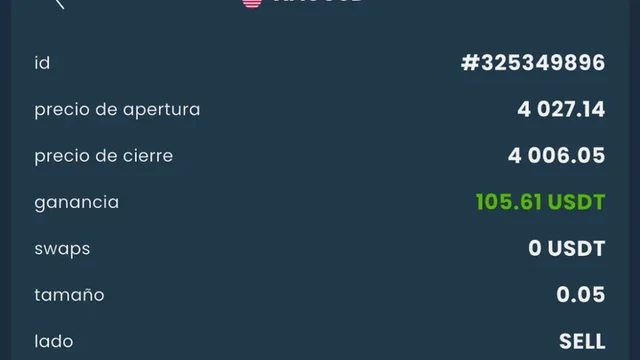 id #325349896
precio de apertura 4 027.14
precio de cierre 4 006.05
ganancia 105.61 USDT
swaps 0 USDT
tamaño 0.05
lado SELL